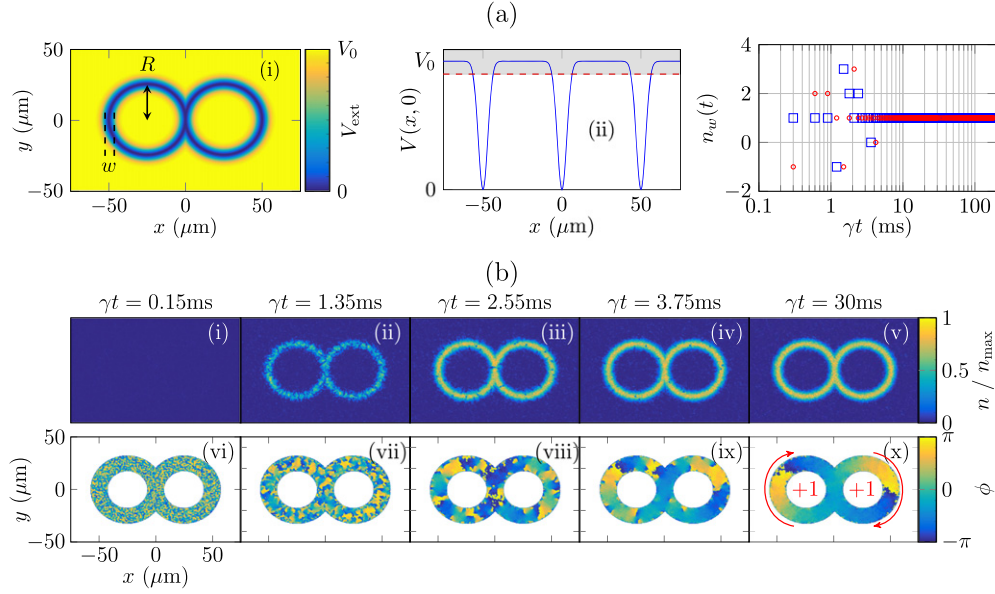 (a)
50
0
−50
y (μm)
−50
0
50
x (μm)
R
w
(i)
V₀
V_ext
0
V₀
0
V(x, 0)
(ii)
−50
0
50
x (μm)
4
2
0
−2
n_w(t)
0.1
1
10
100
γt (ms)
(b)
γt = 0.15ms
γt = 1.35ms
γt = 2.55ms
γt = 3.75ms
γt = 30ms
(i)
(ii)
(iii)
(iv)
(v)
1
0.5
0
n / n_max
50
0
−50
y (μm)
(vi)
(vii)
(viii)
(ix)
(x)
+1
+1
π
0
−π
ϕ
−50
0
50
x (μm)